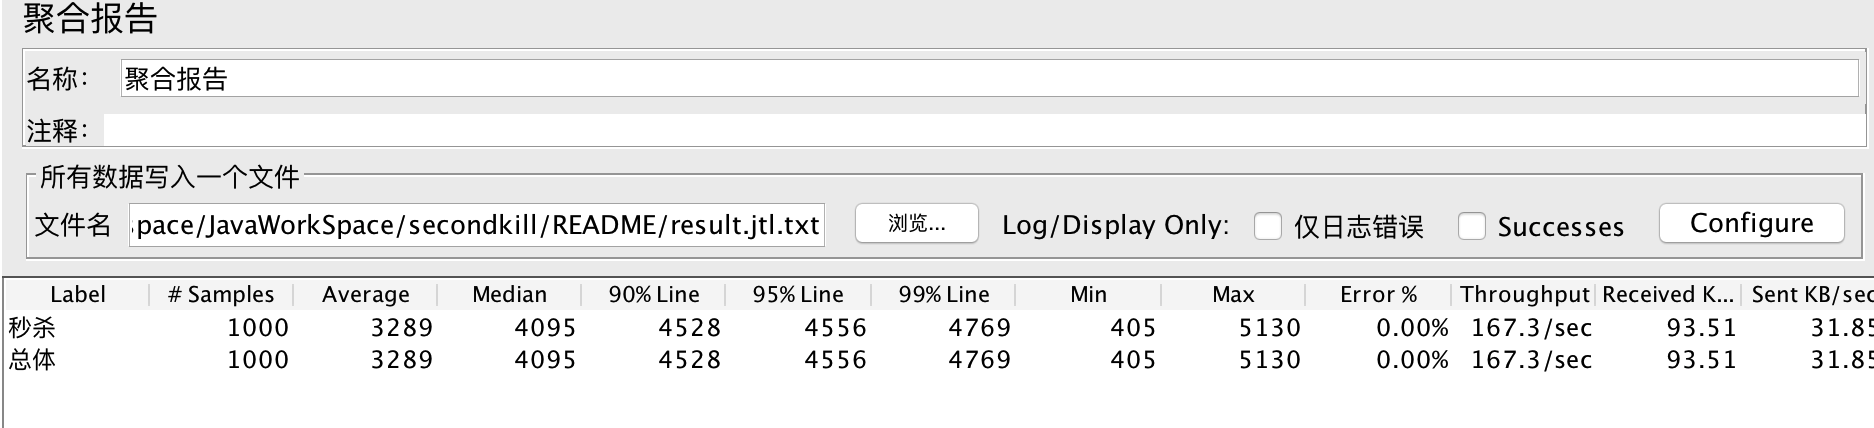 聚合报告
名称： 聚合报告
注释：
所有数据写入一个文件
文件名 pace/JavaWorkSpace/secondkill/README/result.jtl.txt 浏览... Log/Display Only: 仅日志错误 Successes Configure
Label # Samples Average Median 90% Line 95% Line 99% Line Min Max Error % Throughput Received K... Sent KB/sec
秒杀 1000 3289 4095 4528 4556 4769 405 5130 0.00% 167.3/sec 93.51 31.85
总体 1000 3289 4095 4528 4556 4769 405 5130 0.00% 167.3/sec 93.51 31.85